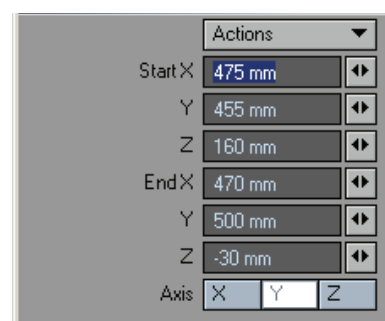 Actions
Start X 475 mm
Y 455 mm
Z 160 mm
End X 470 mm
Y 500 mm
Z -30 mm
Axis X Y Z